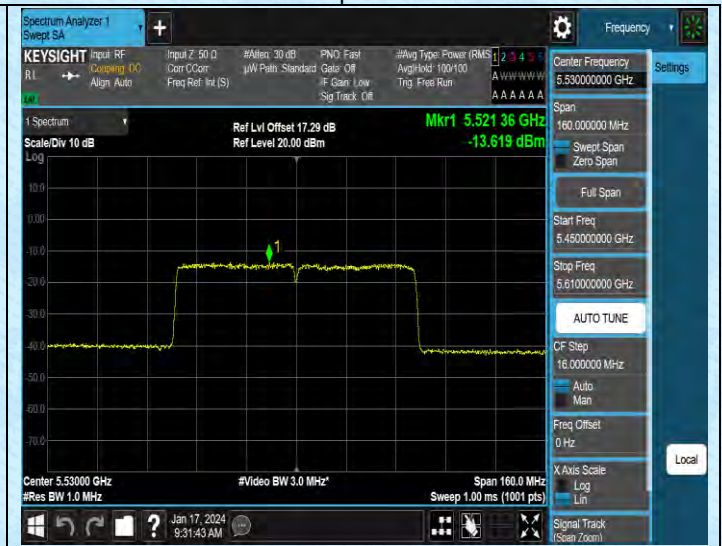 Spectrum Analyzer 1
Swept SA
+
Frequency
KEYSIGHT Input: RF
RL Coupling: DC
Align: Auto
Input Z: 50 Ω
Corr CCorr
Freq Ref: Int (S)
#Atten: 30 dB
µW Path: Standard
PNO: Fast
Gate: Off
IF Gain: Low
Sig Track: Off
#Avg Type: Power (RMS
Avg|Hold: 100/100
Trig: Free Run
1 2 3 4 5 6
A W W W W W
A A A A A A
1 Spectrum
Scale/Div 10 dB
Log
Ref Lvl Offset 17.29 dB
Ref Level 20.00 dBm
Mkr1 5.521 36 GHz
-13.619 dBm
10.0
0.00
-10.0
-20.0
-30.0
-40.0
-50.0
-60.0
-70.0
1
Center 5.53000 GHz
#Res BW 1.0 MHz
#Video BW 3.0 MHz*
Span 160.0 MHz
Sweep 1.00 ms (1001 pts)
?
Jan 17, 2024
9:31:43 AM
Center Frequency
5.530000000 GHz
Span
160.000000 MHz
Swept Span
Zero Span
Full Span
Start Freq
5.450000000 GHz
Stop Freq
5.610000000 GHz
AUTO TUNE
CF Step
16.000000 MHz
Auto
Man
Freq Offset
0 Hz
X Axis Scale
Log
Lin
Signal Track
(Span Zoom)
Settings
Local